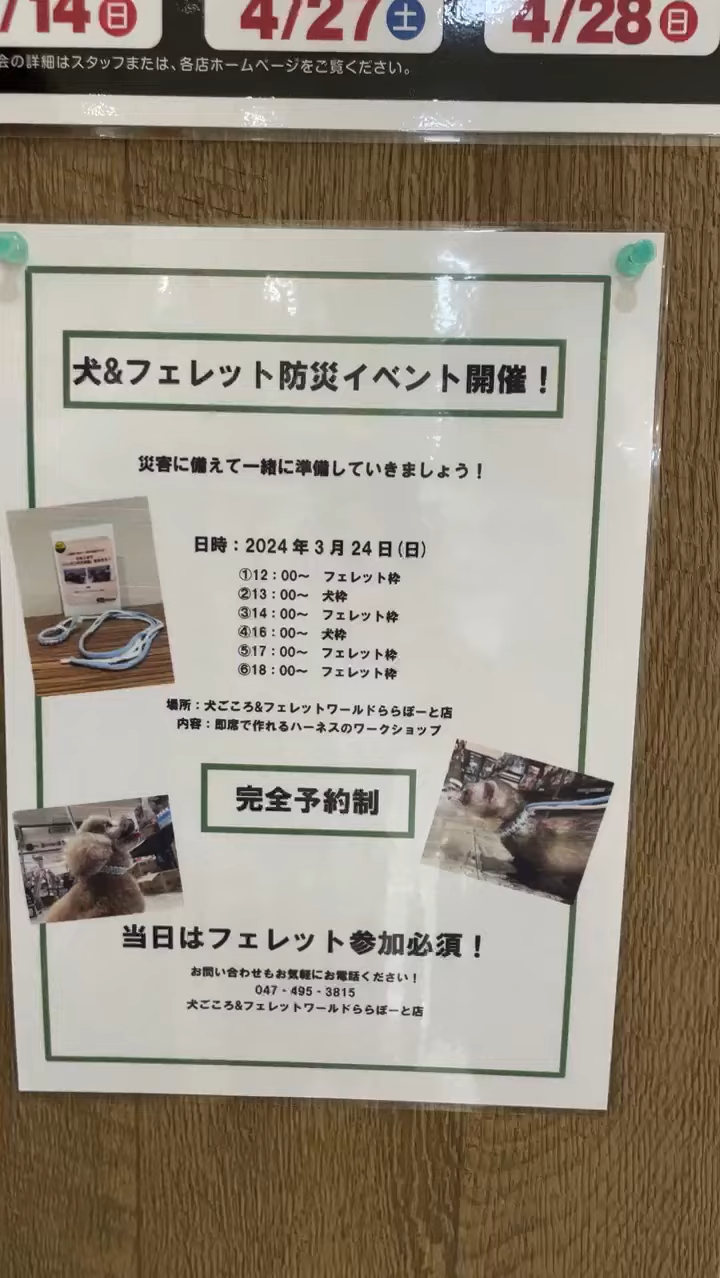 /14 日
4/27 土
4/28 日
会の詳細はスタッフまたは、各店ホームページをご覧ください。
犬&フェレット防災イベント開催！
災害に備えて一緒に準備していきましょう！
日時：2024年3月24日(日)
①12：00～ フェレット枠
②13：00～ 犬枠
③14：00～ フェレット枠
④16：00～ 犬枠
⑤17：00～ フェレット枠
⑥18：00～ フェレット枠
場所：犬ごころ&フェレットワールドららぽーと店
内容：即席で作れるハーネスのワークショップ
完全予約制
当日はフェレット参加必須！
お問い合わせもお気軽にお電話ください！
047-495-3815
犬ごころ&フェレットワールドららぽーと店